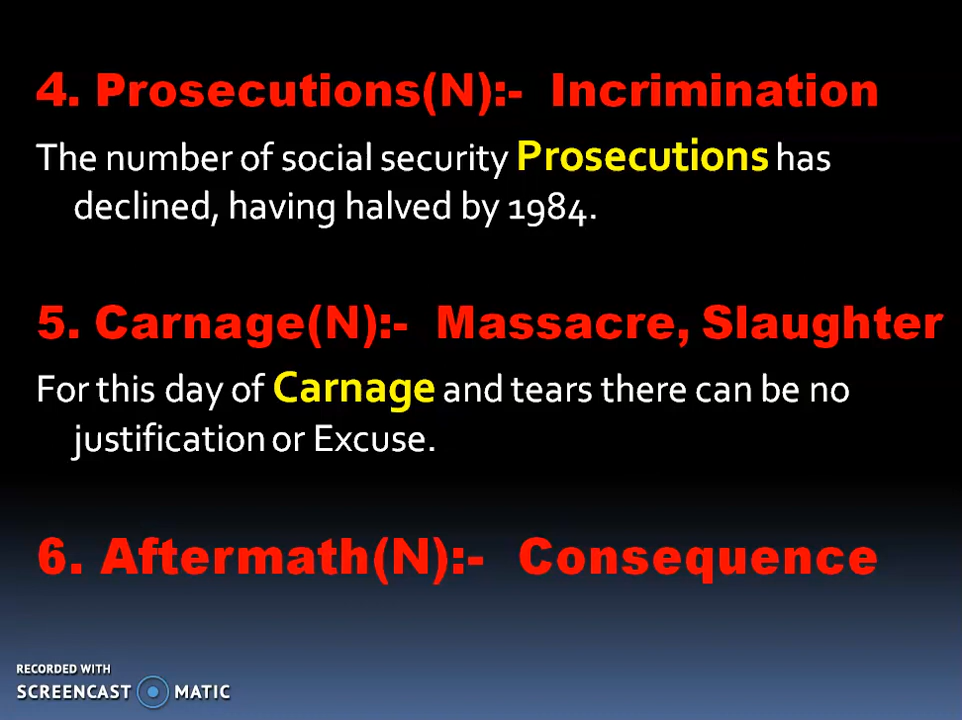 4. Prosecutions(N):- Incrimination
The number of social security Prosecutions has
declined, having halved by 1984.
5. Carnage(N):- Massacre, Slaughter
For this day of Carnage and tears there can be no
justification or Excuse.
6. Aftermath(N):- Consequence
RECORDED WITH
SCREENCAST MATIC